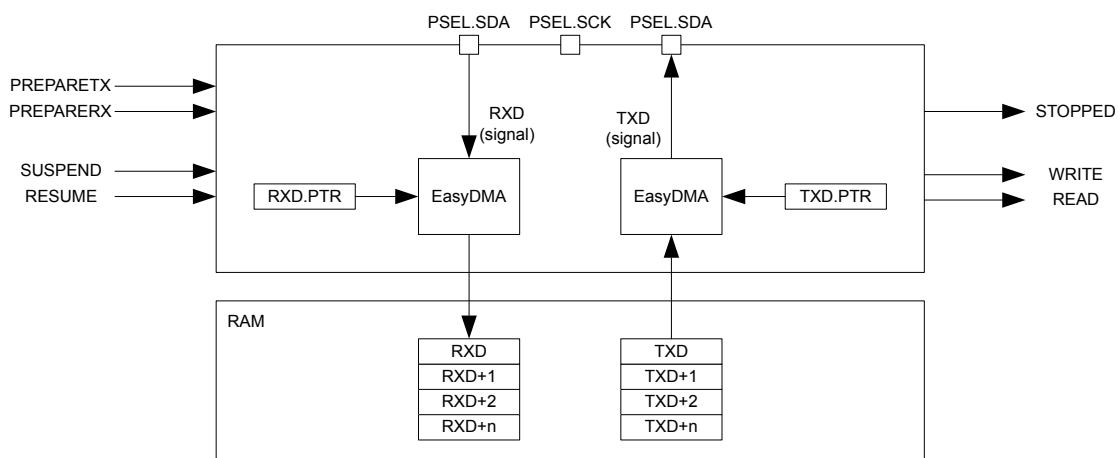 PSEL.SDA PSEL.SCK PSEL.SDA
PREPARETX
PREPARERX
SUSPEND
RESUME
RXD
(signal)
TXD
(signal)
STOPPED
WRITE
READ
RXD.PTR
EasyDMA
EasyDMA
TXD.PTR
RAM
RXD
RXD+1
RXD+2
RXD+n
TXD
TXD+1
TXD+2
TXD+n